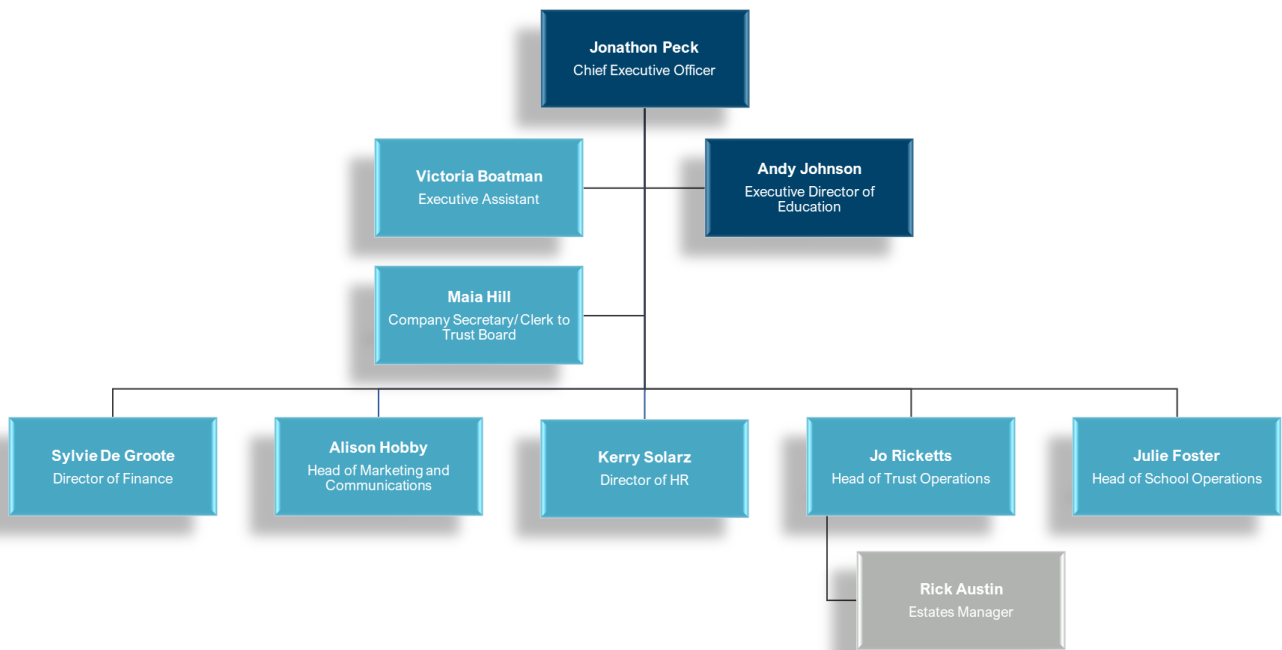 Jonathon Peck
Chief Executive Officer
Victoria Boatman
Executive Assistant
Andy Johnson
Executive Director of
Education
Maia Hill
Company Secretary/ Clerk to
Trust Board
Sylvie De Groote
Director of Finance
Alison Hobby
Head of Marketing and
Communications
Kerry Solarz
Director of HR
Jo Ricketts
Head of Trust Operations
Julie Foster
Head of School Operations
Rick Austin
Estates Manager